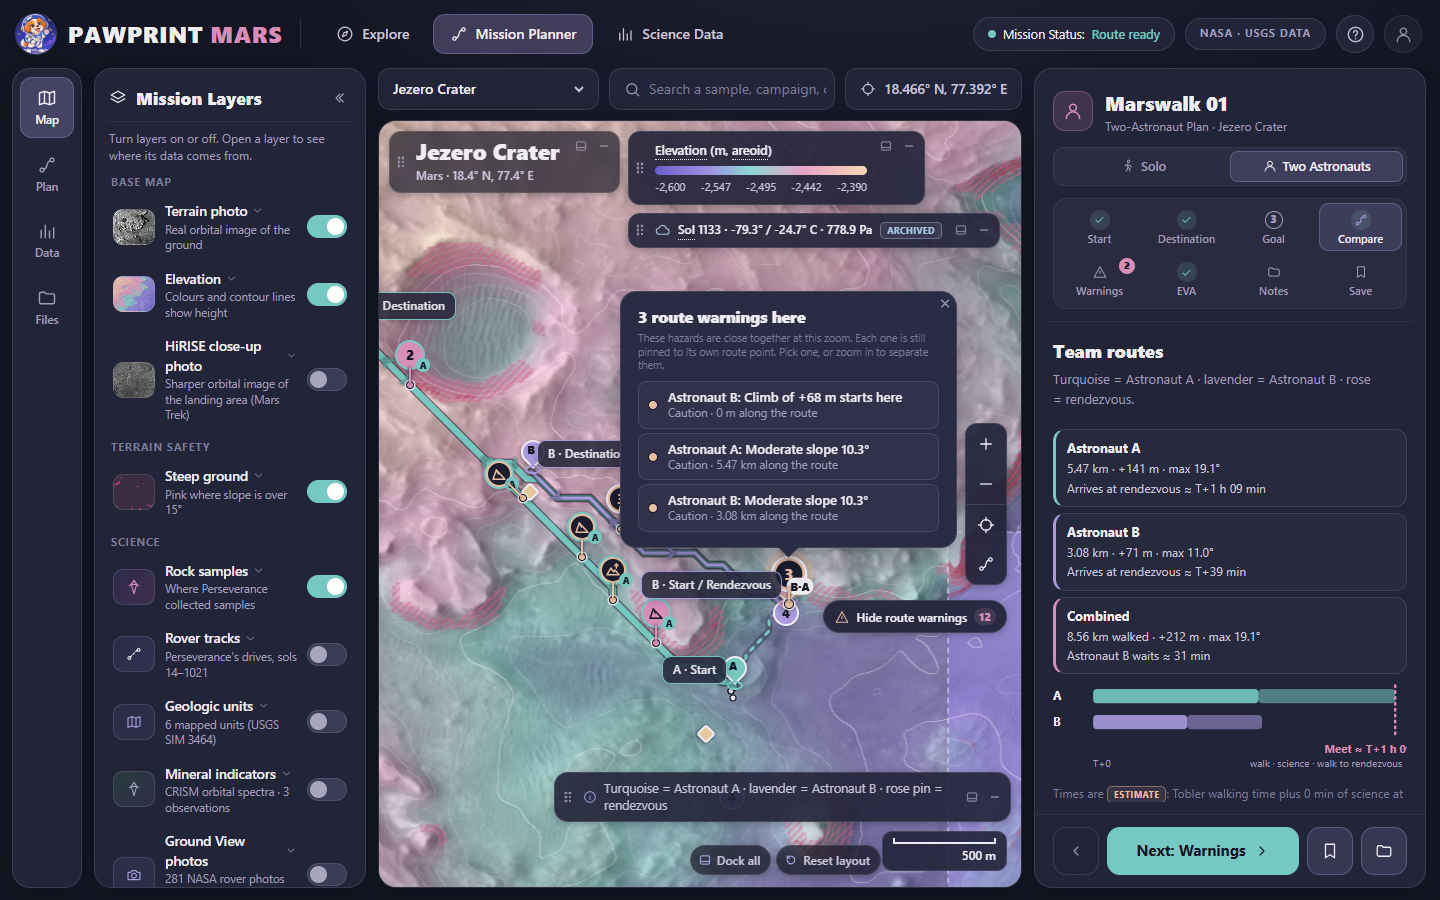 PAWPRINT MARS
Explore
Mission Planner
Science Data
Mission Status: Route ready
NASA · USGS DATA
Map
Plan
Data
Files
Mission Layers
Turn layers on or off. Open a layer to see
where its data comes from.
BASE MAP
Terrain photo
Real orbital image of the
ground
Elevation
Colours and contour lines
show height
HiRISE close-up
photo
Sharper orbital image of
the landing area (Mars
Trek)
TERRAIN SAFETY
Steep ground
Pink where slope is over
15°
SCIENCE
Rock samples
Where Perseverance
collected samples
Rover tracks
Perseverance's drives, sols
14–1021
Geologic units
6 mapped units (USGS
SIM 3464)
Mineral indicators
CRISM orbital spectra · 3
observations
Ground View
photos
281 NASA rover photos
Jezero Crater
Search a sample, campaign, c
18.466° N, 77.392° E
Jezero Crater
Mars · 18.4° N, 77.4° E
Elevation (m, areoid)
-2,600 -2,547 -2,495 -2,442 -2,390
Sol 1133 · -79.3° / -24.7° C · 778.9 Pa ARCHIVED
Destination
2
A
3 route warnings here
These hazards are close together at this zoom. Each one is still
pinned to its own route point. Pick one, or zoom in to separate
them.
Astronaut B: Climb of +68 m starts here
Caution · 0 m along the route
Astronaut A: Moderate slope 10.3°
Caution · 5.47 km along the route
Astronaut B: Moderate slope 10.3°
Caution · 3.08 km along the route
B
B · Destinatio
A
A
A
A
B · Start / Rendezvous
3
B·A
4
Hide route warnings 12
A · Start
A
Turquoise = Astronaut A · lavender = Astronaut B · rose pin =
rendezvous
Dock all
Reset layout
500 m
Marswalk 01
Two-Astronaut Plan · Jezero Crater
Solo
Two Astronauts
Start
Destination
3
Goal
Compare
Warnings
2
EVA
Notes
Save
Team routes
Turquoise = Astronaut A · lavender = Astronaut B · rose
= rendezvous.
Astronaut A
5.47 km · +141 m · max 19.1°
Arrives at rendezvous ≈ T+1 h 09 min
Astronaut B
3.08 km · +71 m · max 11.0°
Arrives at rendezvous ≈ T+39 min
Combined
8.56 km walked · +212 m · max 19.1°
Astronaut B waits ≈ 31 min
A
B
Meet ≈ T+1 h 0
T+0
walk · science · walk to rendezvous
Times are ESTIMATE: Tobler walking time plus 0 min of science at
Next: Warnings